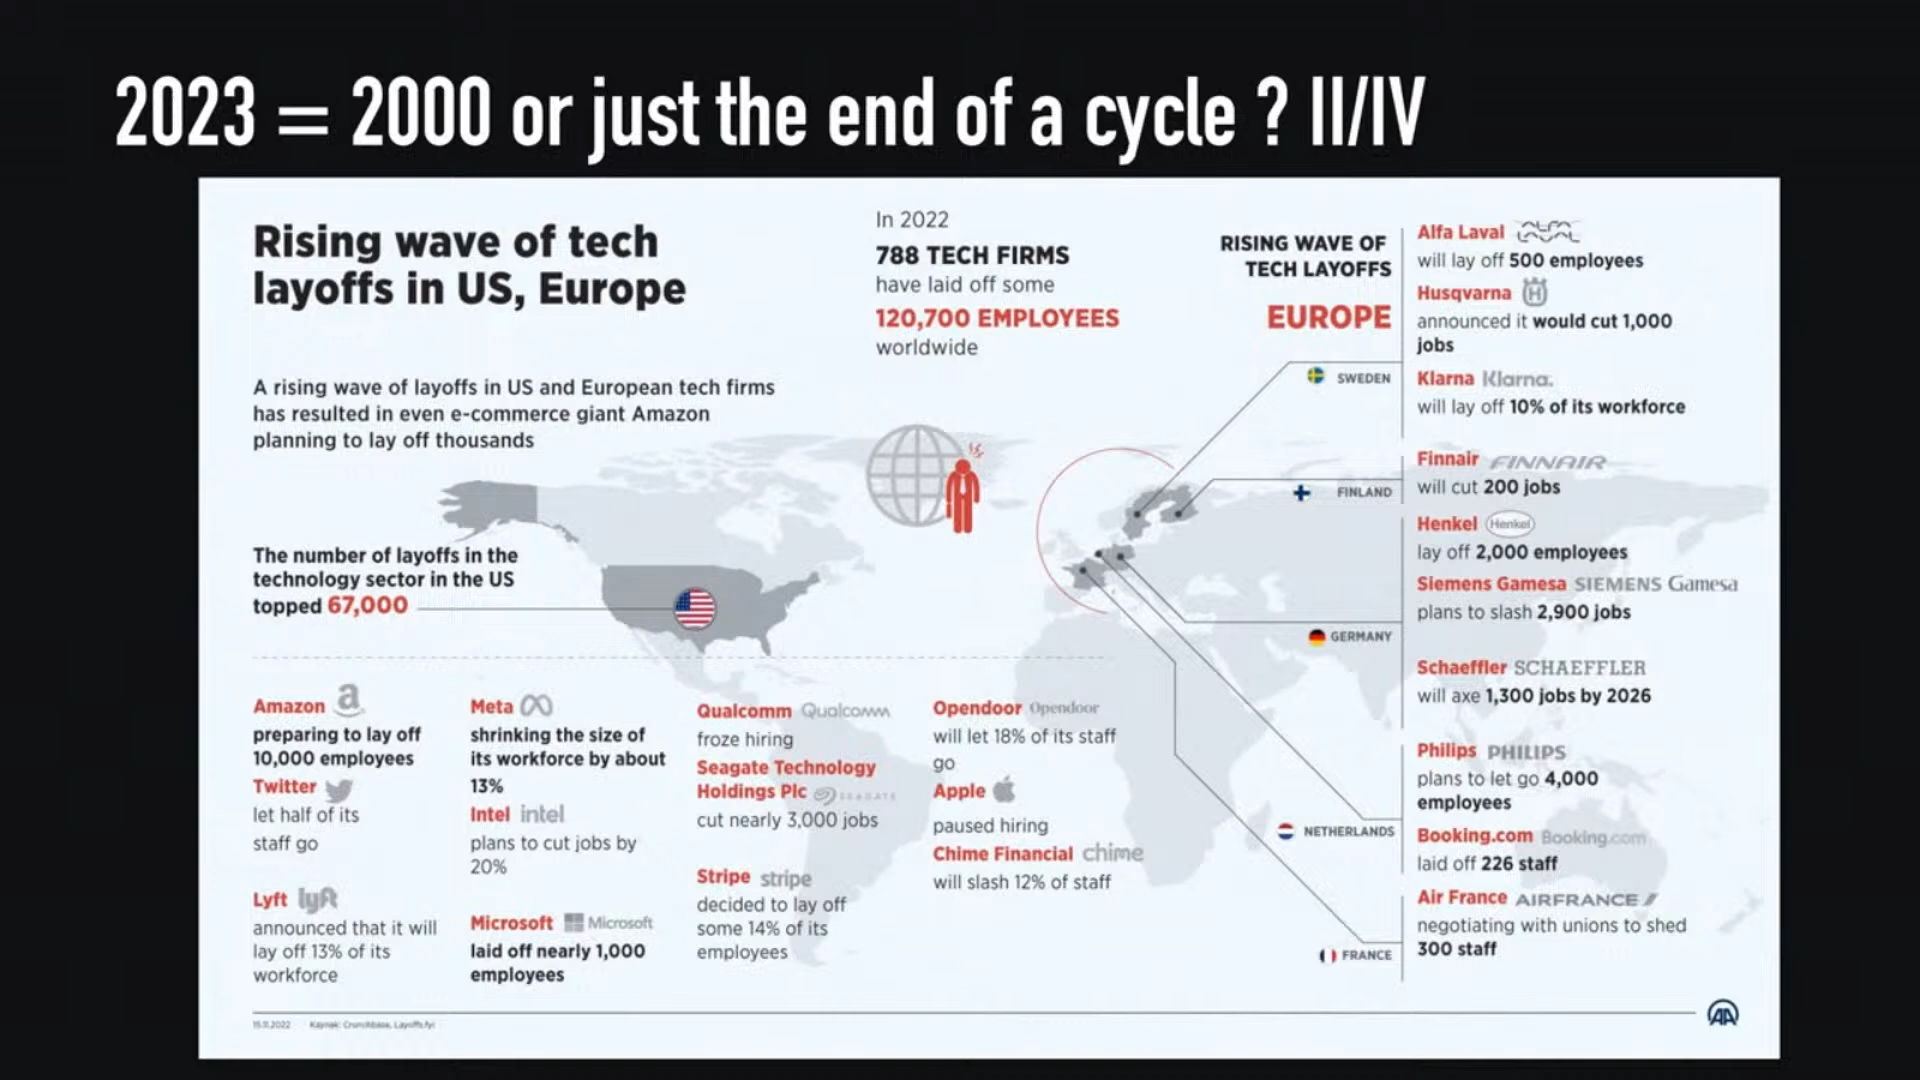 2023 = 2000 or just the end of a cycle ? II/IV
Rising wave of tech
layoffs in US, Europe
A rising wave of layoffs in US and European tech firms
has resulted in even e-commerce giant Amazon
planning to lay off thousands
In 2022
788 TECH FIRMS
have laid off some
120,700 EMPLOYEES
worldwide
The number of layoffs in the
technology sector in the US
topped 67,000
Amazon a
preparing to lay off
10,000 employees
Twitter
let half of its
staff go
Lyft lyft
announced that it will
lay off 13% of its
workforce
Meta
shrinking the size of
its workforce by about
13%
Intel intel
plans to cut jobs by
20%
Microsoft Microsoft
laid off nearly 1,000
employees
Qualcomm Qualcomm
froze hiring
Seagate Technology
Holdings Plc SEAGATE
cut nearly 3,000 jobs
Stripe stripe
decided to lay off
some 14% of its
employees
Opendoor Opendoor
will let 18% of its staff
go
Apple
paused hiring
Chime Financial chime
will slash 12% of staff
RISING WAVE OF
TECH LAYOFFS
EUROPE
SWEDEN
Alfa Laval ALFA LAVAL
will lay off 500 employees
Husqvarna H
announced it would cut 1,000
jobs
Klarna Klarna.
will lay off 10% of its workforce
FINLAND
Finnair FINNAIR
will cut 200 jobs
GERMANY
Henkel Henkel
lay off 2,000 employees
Siemens Gamesa SIEMENS Gamesa
plans to slash 2,900 jobs
Schaeffler SCHAEFFLER
will axe 1,300 jobs by 2026
NETHERLANDS
Philips PHILIPS
plans to let go 4,000
employees
Booking.com Booking.com
laid off 226 staff
FRANCE
Air France AIRFRANCE
negotiating with unions to shed
300 staff
15.11.2022 Kaynak: Crunchbase, Layoffs.fyi
AA